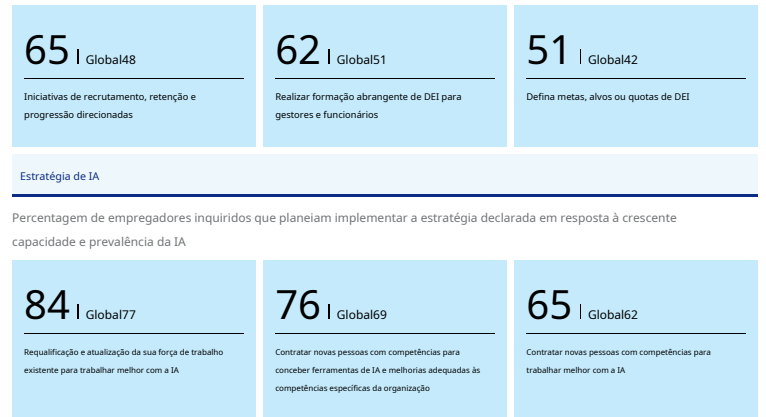 65 | Global48
Iniciativas de recrutamento, retenção e
progressão direcionadas
62 | Global51
Realizar formação abrangente de DEI para
gestores e funcionários
51 | Global42
Defina metas, alvos ou quotas de DEI
Estratégia de IA
Percentagem de empregadores inquiridos que planeiam implementar a estratégia declarada em resposta à crescente
capacidade e prevalência da IA
84 | Global77
Requalificação e atualização da sua força de trabalho
existente para trabalhar melhor com a IA
76 | Global69
Contratar novas pessoas com competências para
conceber ferramentas de IA e melhorias adequadas às
competências específicas da organização
65 | Global62
Contratar novas pessoas com competências para
trabalhar melhor com a IA